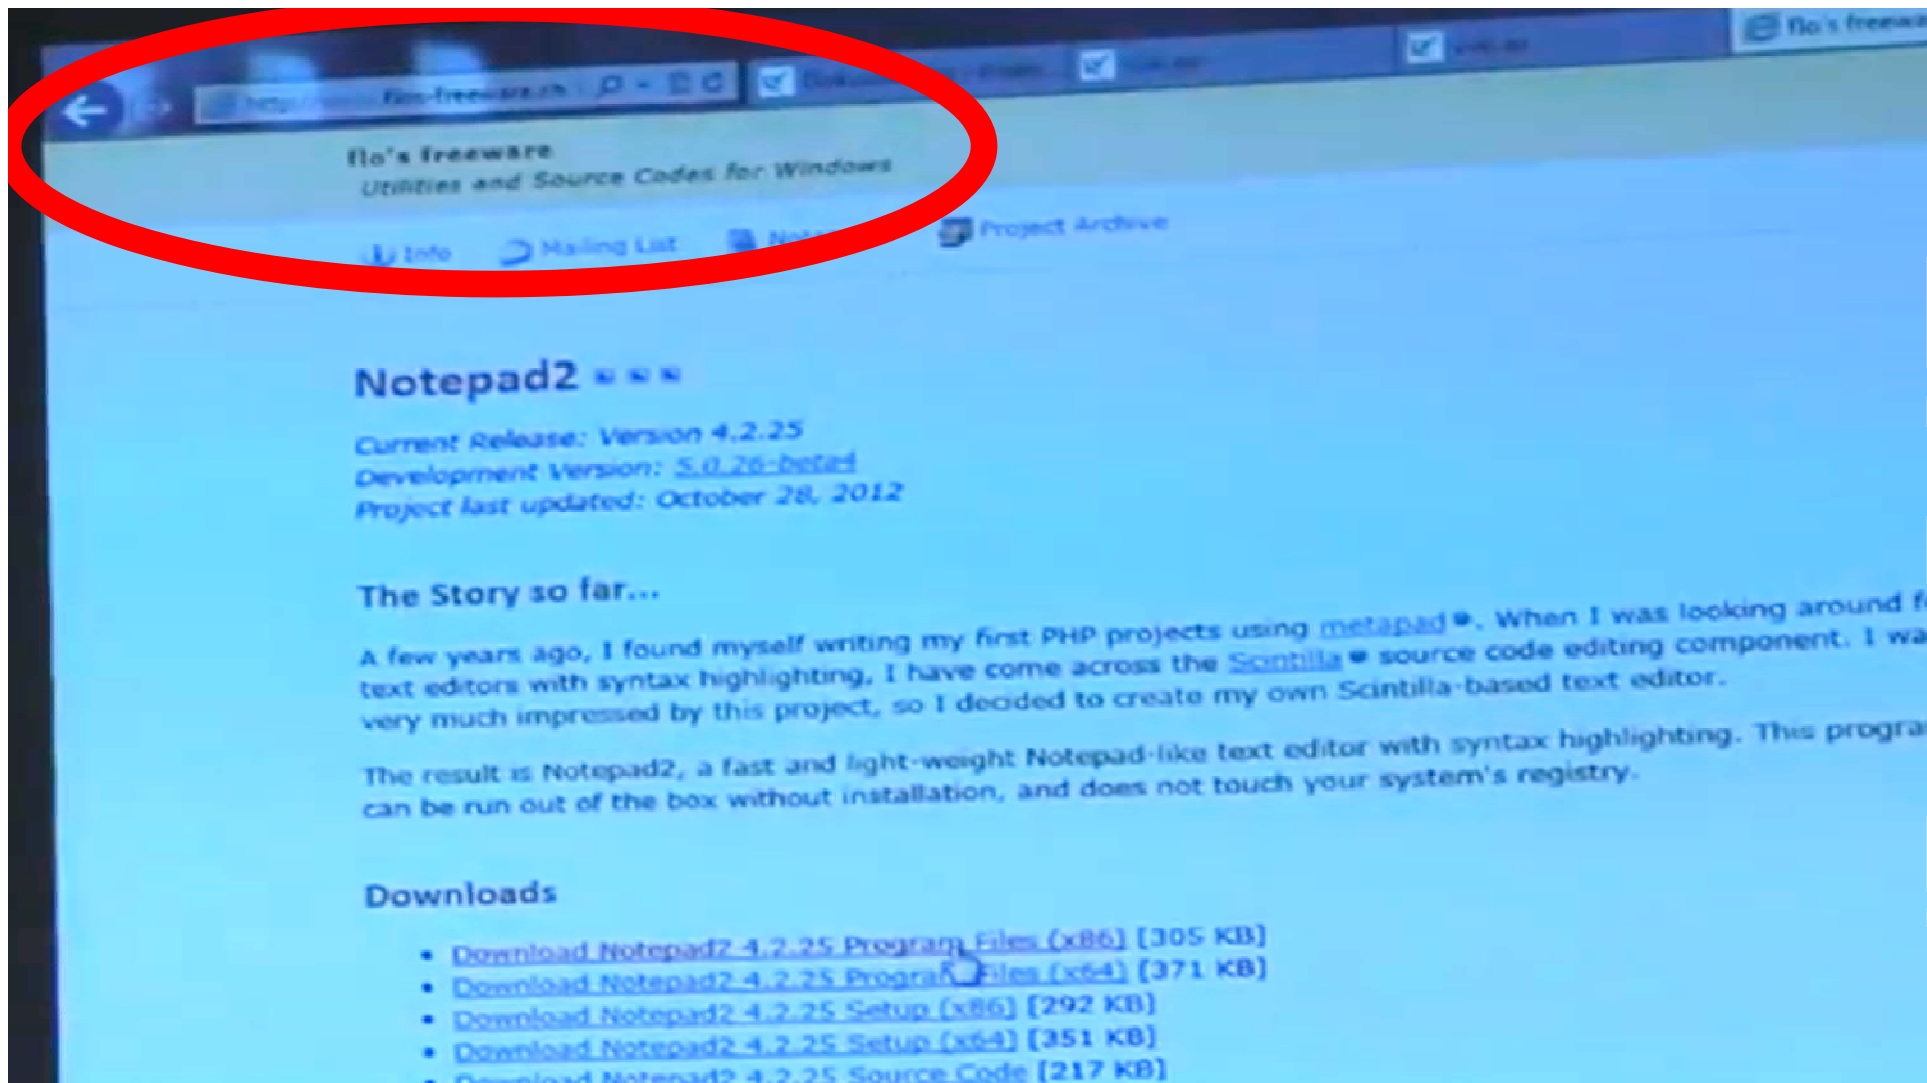 flo's freewa
flos-freeware.ch
flo's freeware
Utilities and Source Codes for Windows
Info Mailing List Project Archive
Notepad2
Current Release: Version 4.2.25
Development Version: 5.0.26-beta4
Project last updated: October 28, 2012
The Story so far...
A few years ago, I found myself writing my first PHP projects using metapad. When I was looking around f
text editors with syntax highlighting, I have come across the Scintilla source code editing component. I wa
very much impressed by this project, so I decided to create my own Scintilla-based text editor.
The result is Notepad2, a fast and light-weight Notepad-like text editor with syntax highlighting. This progra
can be run out of the box without installation, and does not touch your system's registry.
Downloads
• Download Notepad2 4.2.25 Program Files (x86) [305 KB]
• Download Notepad2 4.2.25 Program Files (x64) [371 KB]
• Download Notepad2 4.2.25 Setup (x86) [292 KB]
• Download Notepad2 4.2.25 Setup (x64) [351 KB]
• Download Notepad2 4.2.25 Source Code [217 KB]